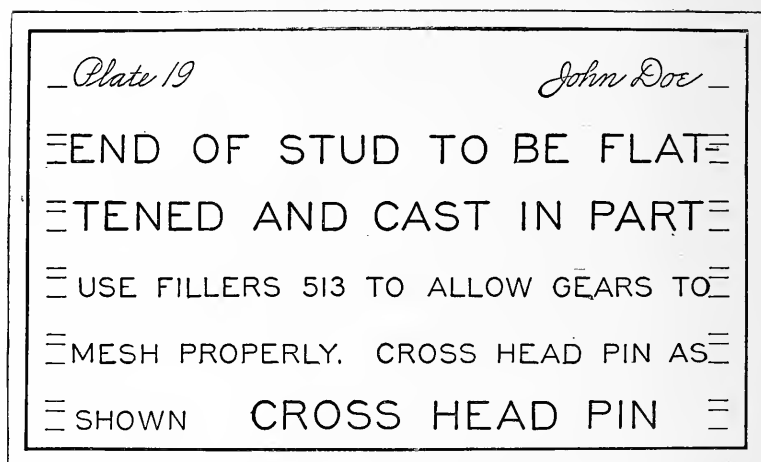 Plate 19 John Doe
END OF STUD TO BE FLAT-
TENED AND CAST IN PART
USE FILLERS 513 TO ALLOW GEARS TO
MESH PROPERLY. CROSS HEAD PIN AS
SHOWN CROSS HEAD PIN